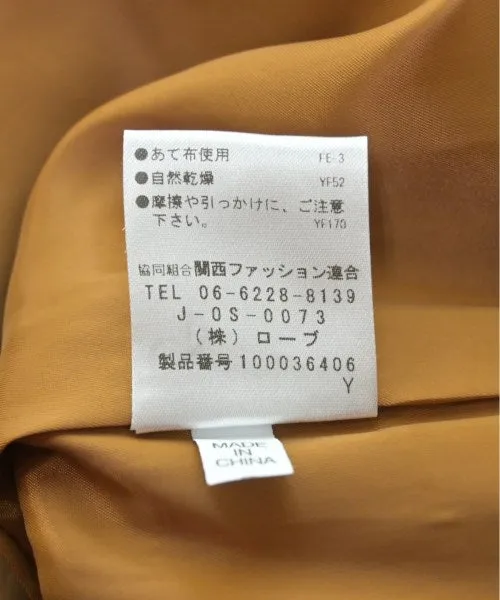 ●あて布使用 FE-3
●自然乾燥 YF52
●摩擦や引っかけに、ご注意
下さい。 YF170
協同組合関西ファッション連合
TEL 06-6228-8139
J-OS-0073
(株)ローブ
製品番号100036406
Y
MADE IN
CHINA